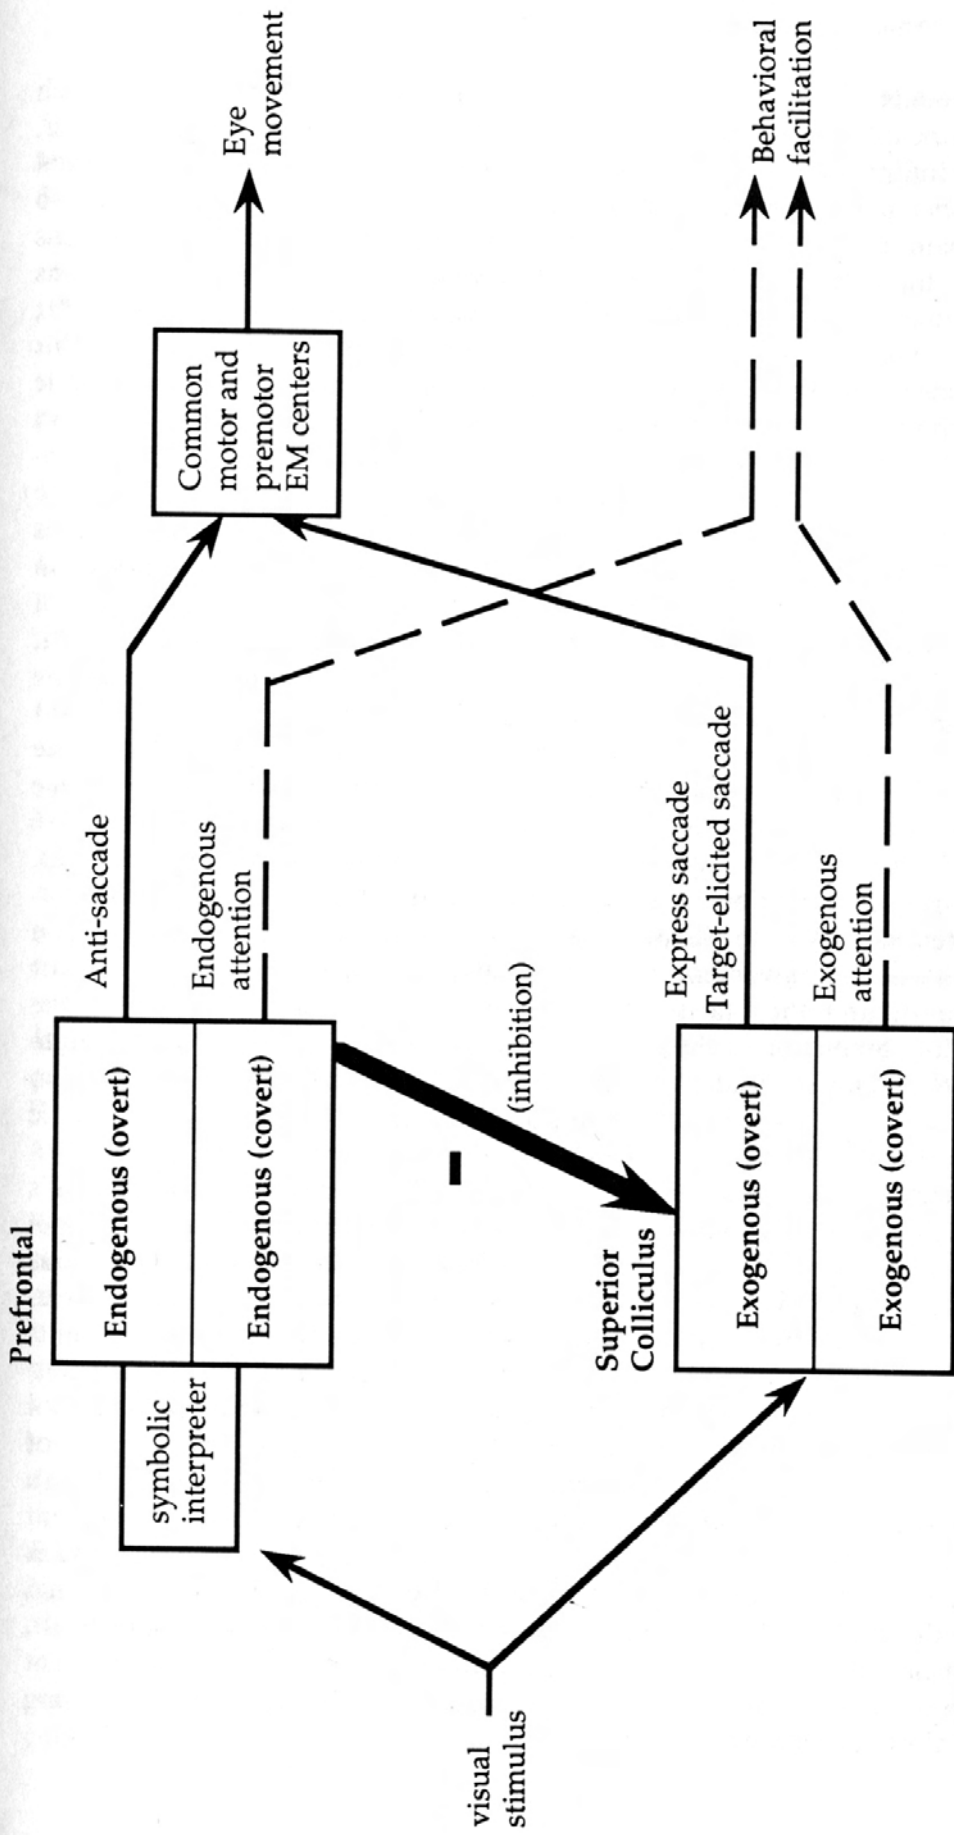 visual
stimulus
symbolic
interpreter
Prefrontal
Endogenous (overt)
Endogenous (covert)
Superior
Colliculus
Exogenous (overt)
Exogenous (covert)
(inhibition)
Anti-saccade
Endogenous
attention
Express saccade
Target-elicited saccade
Exogenous
attention
Common
motor and
premotor
EM centers
Eye
movement
Behavioral
facilitation